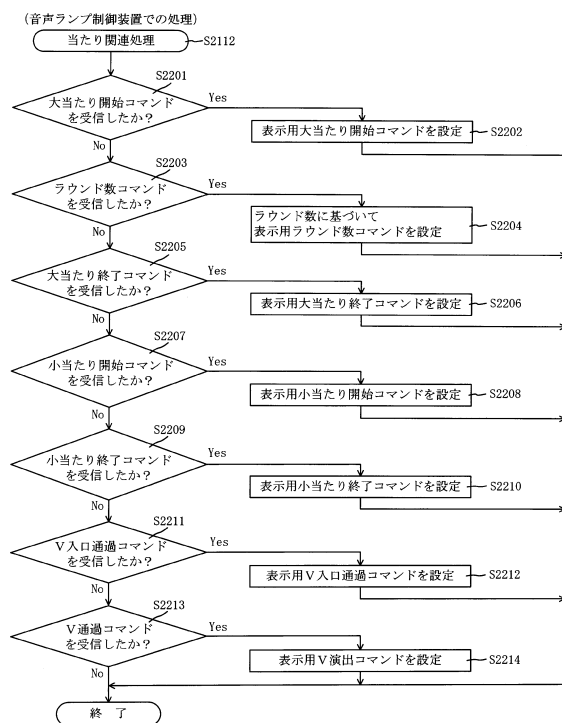 (音声ランプ制御装置での処理)
当たり関連処理
S2112
S2201
大当たり開始コマンド
を受信したか?
Yes
表示用大当たり開始コマンドを設定
S2202
No
S2203
ラウンド数コマンド
を受信したか?
Yes
ラウンド数に基づいて
表示用ラウンド数コマンドを設定
S2204
No
S2205
大当たり終了コマンド
を受信したか?
Yes
表示用大当たり終了コマンドを設定
S2206
No
S2207
小当たり開始コマンド
を受信したか?
Yes
表示用小当たり開始コマンドを設定
S2208
No
S2209
小当たり終了コマンド
を受信したか?
Yes
表示用小当たり終了コマンドを設定
S2210
No
S2211
V入口通過コマンド
を受信したか?
Yes
表示用V入口通過コマンドを設定
S2212
No
S2213
V通過コマンド
を受信したか?
Yes
表示用V演出コマンドを設定
S2214
No
終 了